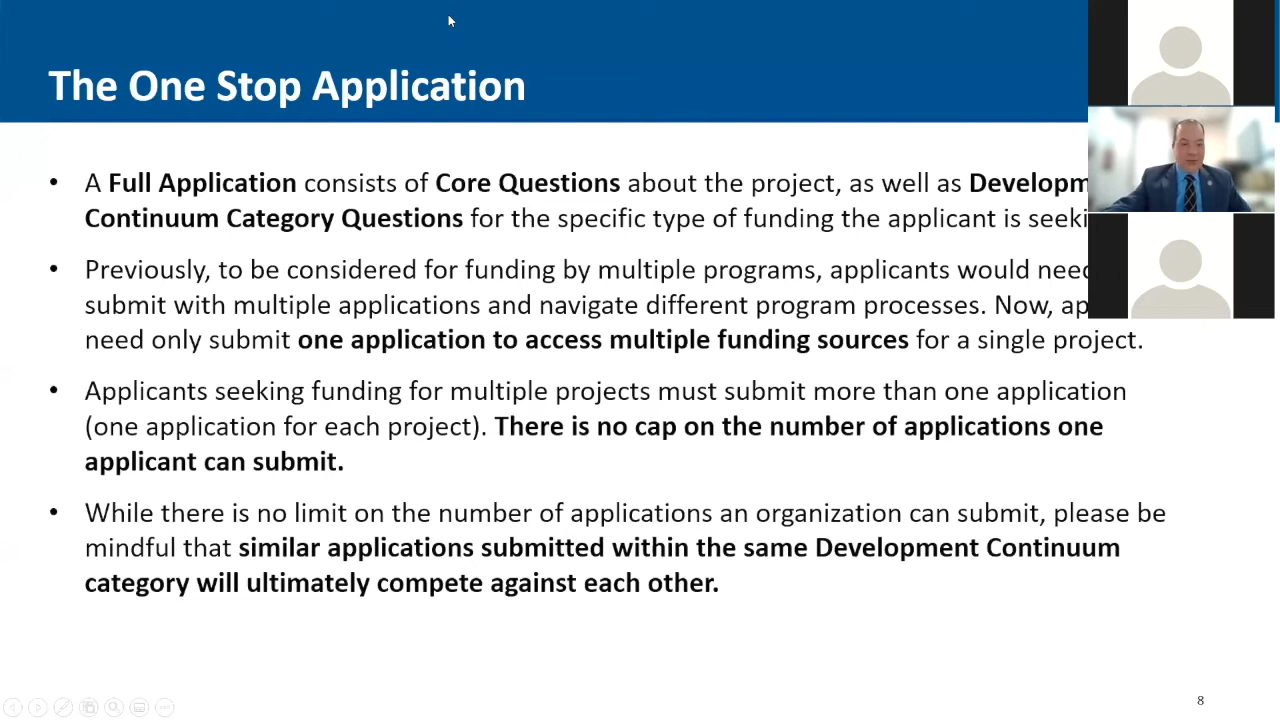 The One Stop Application
• A Full Application consists of Core Questions about the project, as well as
Continuum Category Questions for the specific type of funding the applicant is
• Previously, to be considered for funding by multiple programs, applicants would need
submit with multiple applications and navigate different program processes. Now,
need only submit one application to access multiple funding sources for a single project.
• Applicants seeking funding for multiple projects must submit more than one application
(one application for each project). There is no cap on the number of applications one
applicant can submit.
• While there is no limit on the number of applications an organization can submit, please be
mindful that similar applications submitted within the same Development Continuum
category will ultimately compete against each other.
8